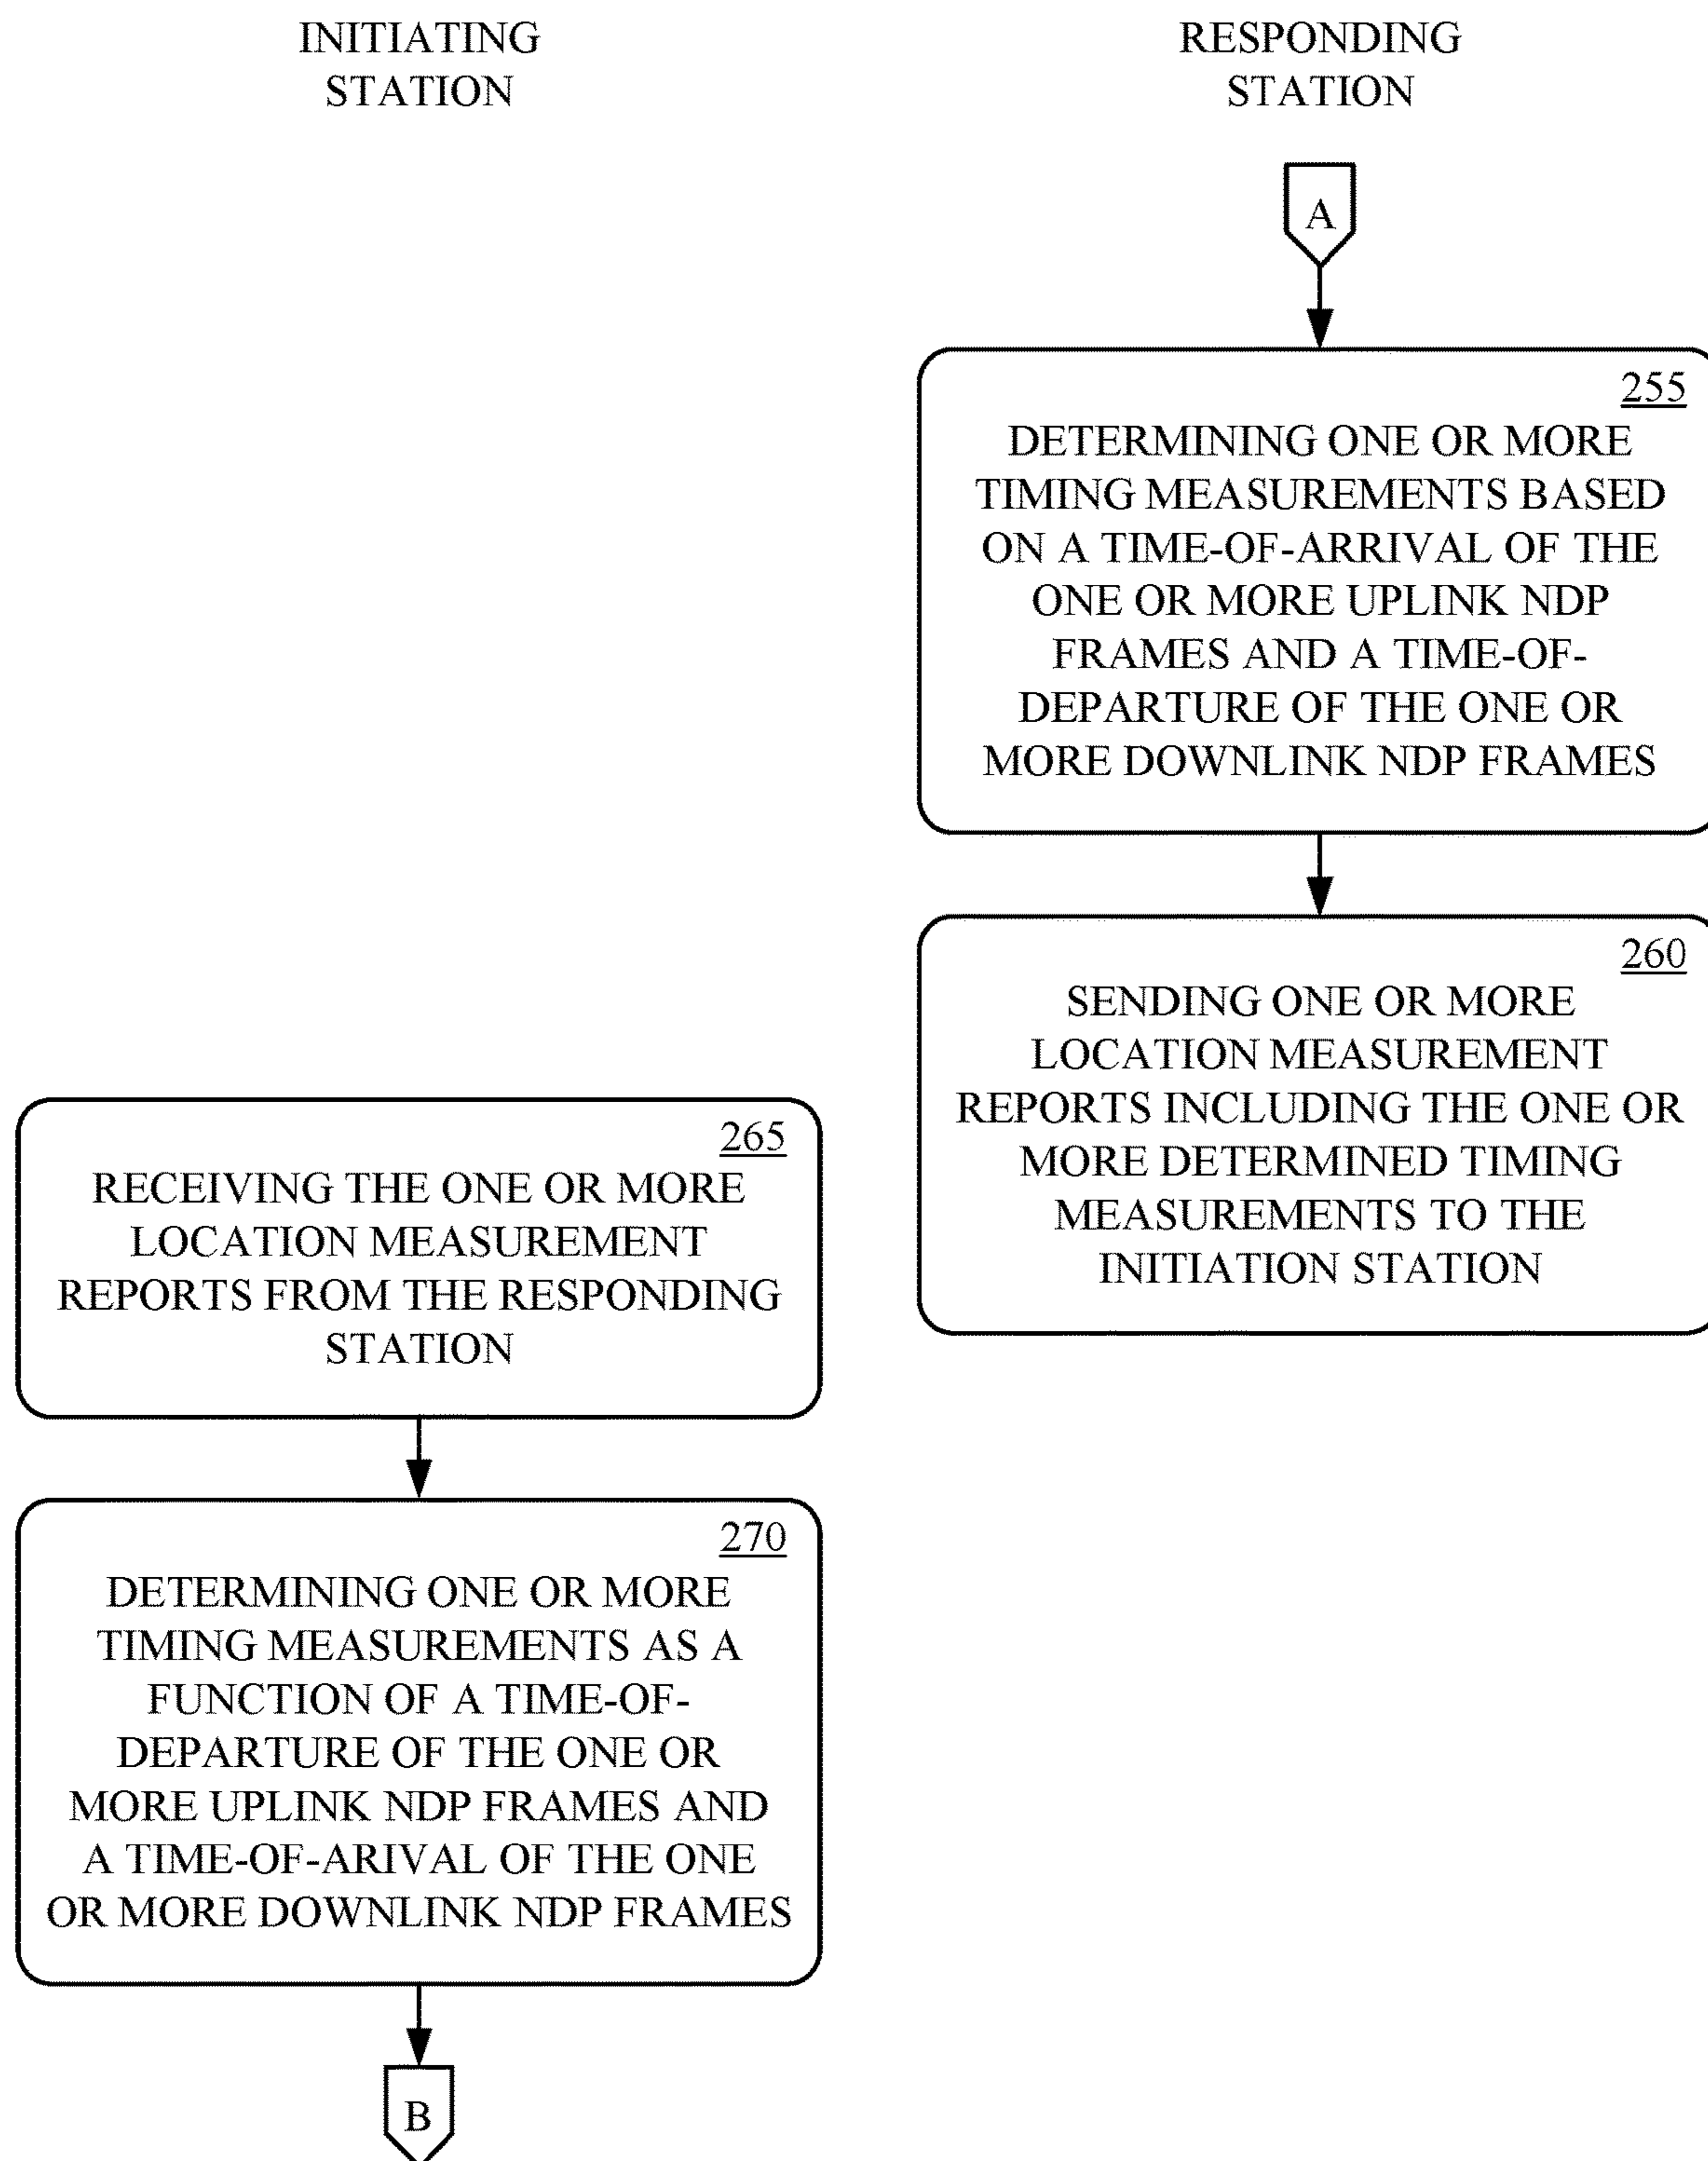 INITIATING
STATION
RESPONDING
STATION
A
255
DETERMINING ONE OR MORE
TIMING MEASUREMENTS BASED
ON A TIME-OF-ARRIVAL OF THE
ONE OR MORE UPLINK NDP
FRAMES AND A TIME-OF-
DEPARTURE OF THE ONE OR
MORE DOWNLINK NDP FRAMES
260
SENDING ONE OR MORE
LOCATION MEASUREMENT
REPORTS INCLUDING THE ONE OR
MORE DETERMINED TIMING
MEASUREMENTS TO THE
INITIATION STATION
265
RECEIVING THE ONE OR MORE
LOCATION MEASUREMENT
REPORTS FROM THE RESPONDING
STATION
270
DETERMINING ONE OR MORE
TIMING MEASUREMENTS AS A
FUNCTION OF A TIME-OF-
DEPARTURE OF THE ONE OR
MORE UPLINK NDP FRAMES AND
A TIME-OF-ARIVAL OF THE ONE
OR MORE DOWNLINK NDP FRAMES
B